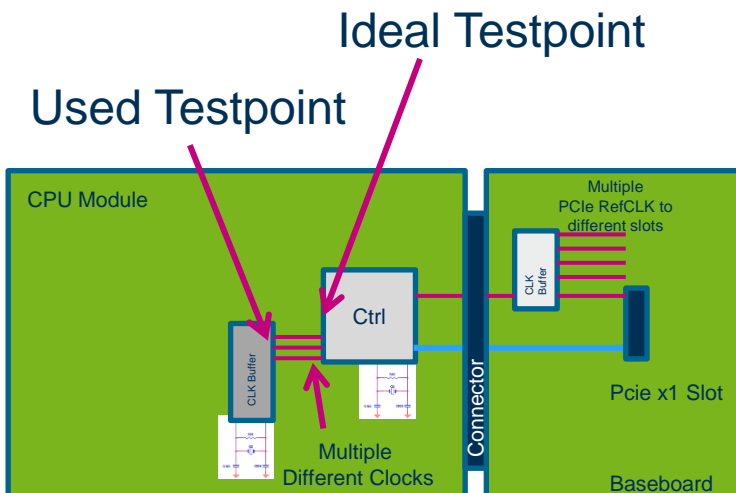 Ideal Testpoint
Used Testpoint
CPU Module
Multiple
PCIe RefCLK to
different slots
CLK
Buffer
Ctrl
CLK Buffer
Connector
Pcie x1 Slot
Multiple
Different Clocks
Baseboard